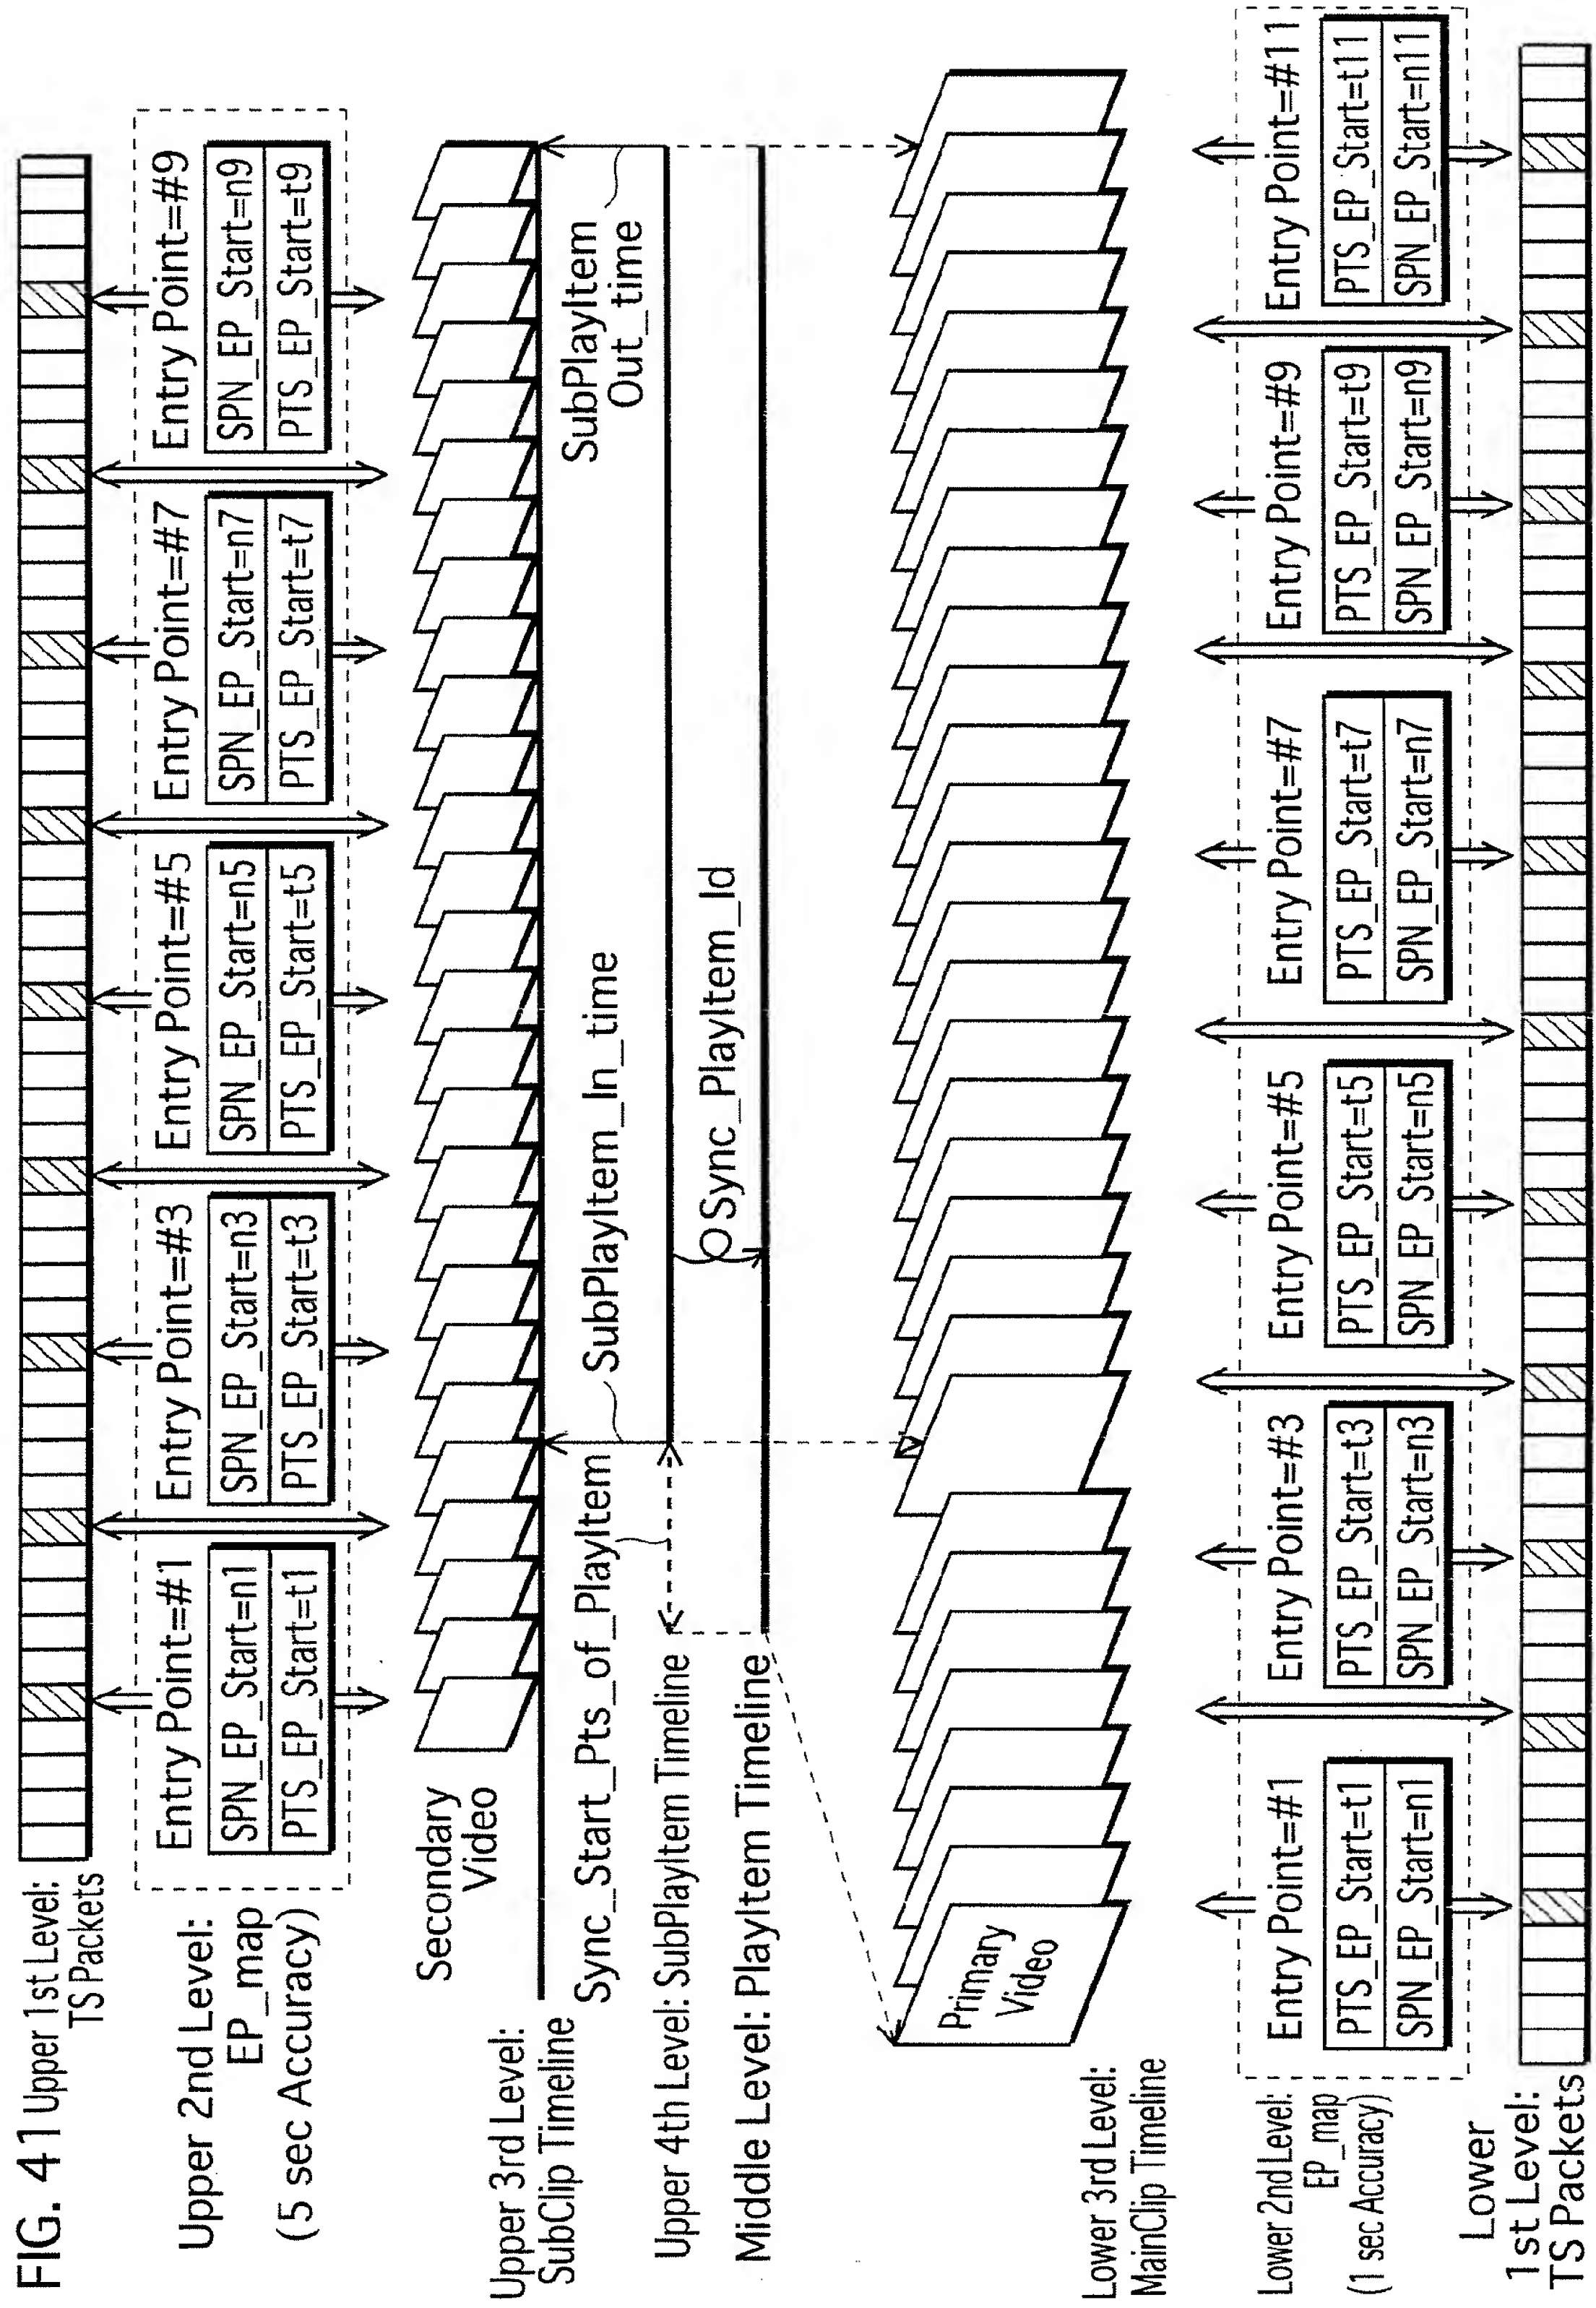 FIG. 41
Upper 1st Level:
TS Packets
Upper 2nd Level:
EP_map
(5 sec Accuracy)
Entry Point=#1
SPN_EP_Start=n1
PTS_EP_Start=t1
Entry Point=#3
SPN_EP_Start=n3
PTS_EP_Start=t3
Entry Point=#5
SPN_EP_Start=n5
PTS_EP_Start=t5
Entry Point=#7
SPN_EP_Start=n7
PTS_EP_Start=t7
Entry Point=#9
SPN_EP_Start=n9
PTS_EP_Start=t9
Secondary
Video
Upper 3rd Level:
SubClip Timeline
Sync_Start_Pts_of_PlayItem
SubPlayItem_In_time
SubPlayItem
Out_time
Upper 4th Level: SubPlayItem Timeline
Sync_PlayItem_Id
Middle Level: PlayItem Timeline
Primary
Video
Lower 3rd Level:
MainClip Timeline
Lower 2nd Level:
EP_map
(1 sec Accuracy)
Entry Point=#1
PTS_EP_Start=t1
SPN_EP_Start=n1
Entry Point=#3
PTS_EP_Start=t3
SPN_EP_Start=n3
Entry Point=#5
PTS_EP_Start=t5
SPN_EP_Start=n5
Entry Point=#7
PTS_EP_Start=t7
SPN_EP_Start=n7
Entry Point=#9
PTS_EP_Start=t9
SPN_EP_Start=n9
Entry Point=#11
PTS_EP_Start=t11
SPN_EP_Start=n11
Lower
1st Level:
TS Packets